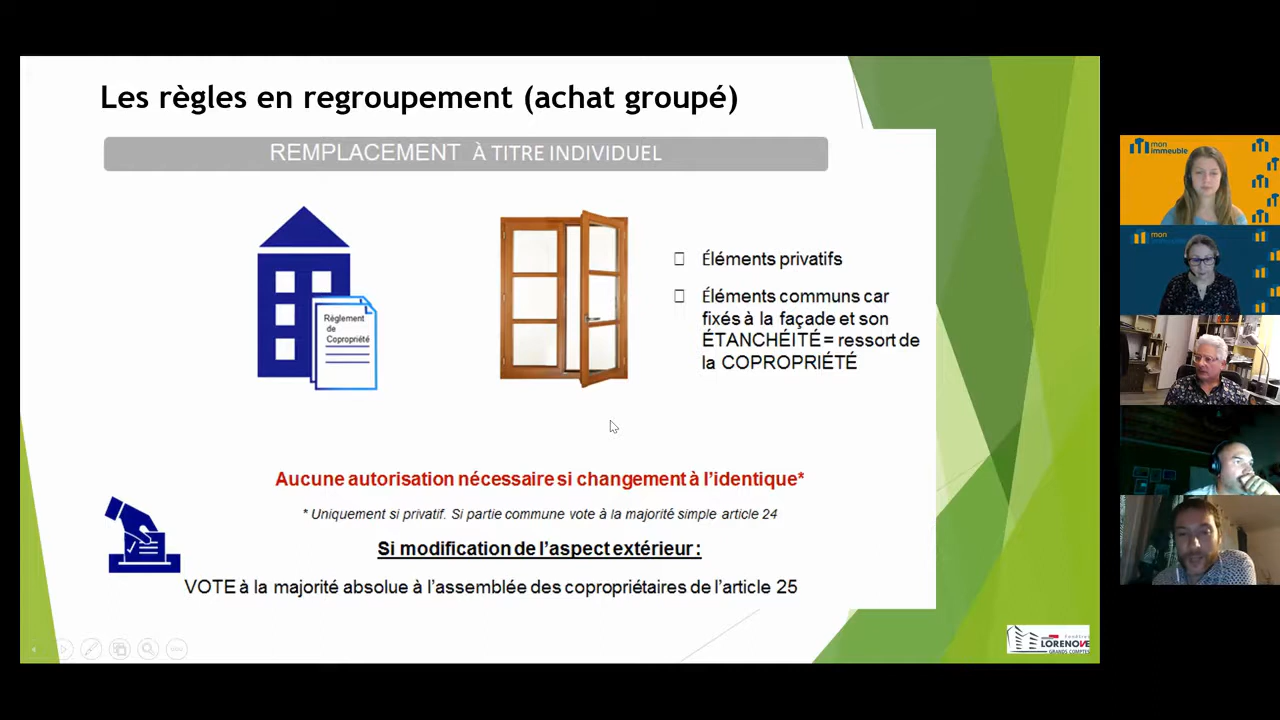 Les règles en regroupement (achat groupé)
REMPLACEMENT À TITRE INDIVIDUEL
Règlement
de
Copropriété
Éléments privatifs
Éléments communs car
fixés à la façade et son
ÉTANCHÉITÉ = ressort de
la COPROPRIÉTÉ
Aucune autorisation nécessaire si changement à l'identique*
* Uniquement si privatif. Si partie commune vote à la majorité simple article 24
Si modification de l'aspect extérieur :
VOTE à la majorité absolue à l'assemblée des copropriétaires de l'article 25
LORENOVE
GRANDS COMPTES
mon
immeuble
mon